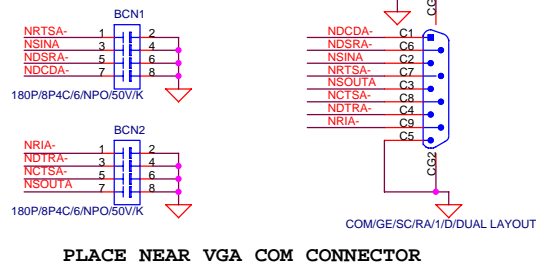 BCN1
NRTSA- 1 2
NSINA 3 4
NDSRA- 5 6
NDCDA- 7 8
180P/8P4C/6/NPO/50V/K
BCN2
NRIA- 1 2
NDTRA- 3 4
NCTSA- 5 6
NSOUTA 7 8
180P/8P4C/6/NPO/50V/K
CG
NDCDA- C1
NDSRA- C6
NSINA C2
NRTSA- C7
NSOUTA C3
NCTSA- C8
NDTRA- C4
NRIA- C9
C5
CG2
COM/GE/SC/RA/1/D/DUAL LAYOUT
PLACE NEAR VGA COM CONNECTOR